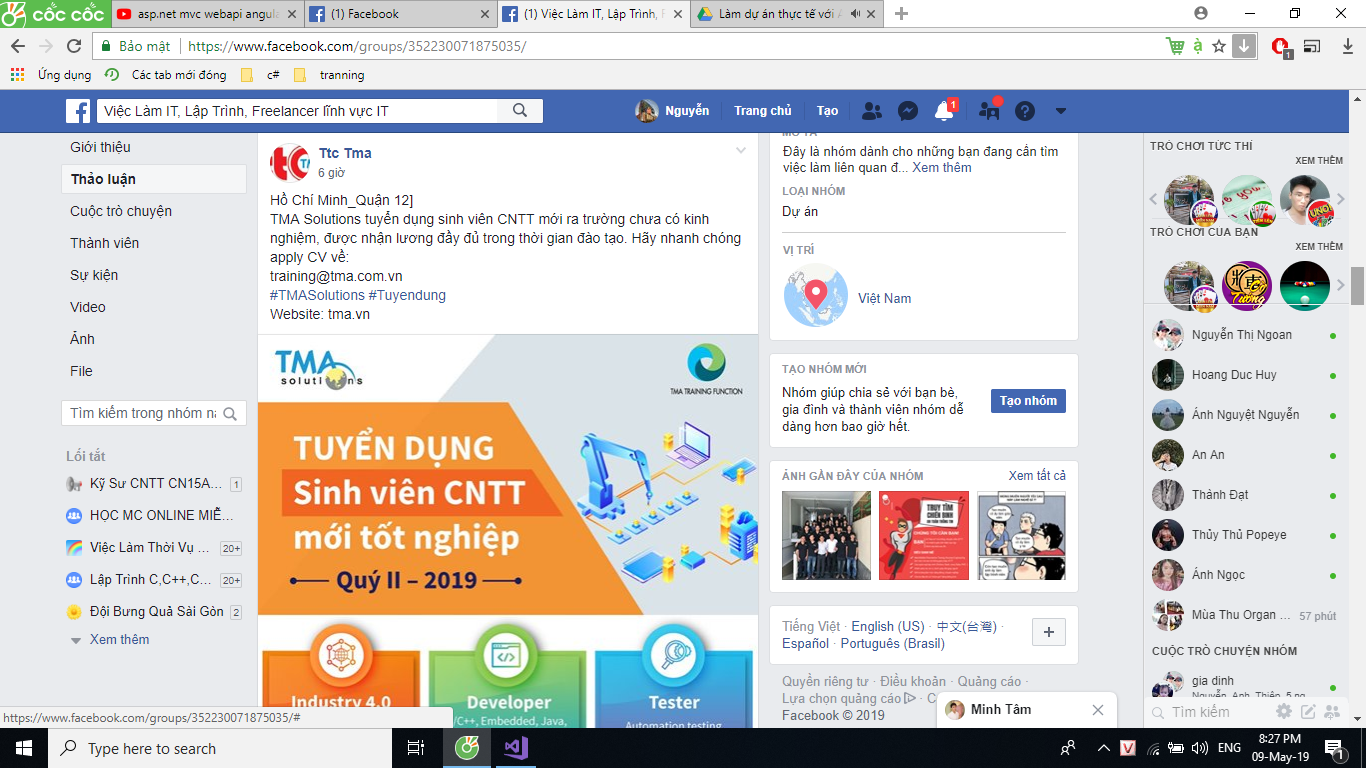 cốc cốc
asp.net mvc webapi angula
(1) Facebook
(1) Việc Làm IT, Lập Trình, F
Làm dự án thực tế với A
Bảo mật
https://www.facebook.com/groups/352230071875035/
Ứng dụng
Các tab mới đóng
c#
tranning
Việc Làm IT, Lập Trình, Freelancer lĩnh vực IT
Nguyễn
Trang chủ
Tạo
1
Giới thiệu
Thảo luận
Cuộc trò chuyện
Thành viên
Sự kiện
Video
Ảnh
File
Tìm kiếm trong nhóm nà
Lối tắt
Kỹ Sư CNTT CN15A... 1
HỌC MC ONLINE MIỄ...
Việc Làm Thời Vụ ... 20+
Lập Trình C,C++,C... 20+
Đội Bưng Quả Sài Gòn 2
Xem thêm
Ttc Tma
6 giờ
Hồ Chí Minh_Quận 12]
TMA Solutions tuyển dụng sinh viên CNTT mới ra trường chưa có kinh
nghiệm, được nhận lương đầy đủ trong thời gian đào tạo. Hãy nhanh chóng
apply CV về:
training@tma.com.vn
#TMASolutions #Tuyendung
Website: tma.vn
TMA
solutions
TMA TRAINING FUNCTION
TUYỂN DỤNG
Sinh viên CNTT
mới tốt nghiệp
Quý II – 2019
Industry 4.0
Developer
/C++, Embedded, Java,
Tester
Automation testing
MÔ TẢ
Đây là nhóm dành cho những bạn đang cần tìm
việc làm liên quan đ... Xem thêm
LOẠI NHÓM
Dự án
VỊ TRÍ
Việt Nam
TẠO NHÓM MỚI
Nhóm giúp chia sẻ với bạn bè,
gia đình và thành viên nhóm dễ
dàng hơn bao giờ hết.
Tạo nhóm
ẢNH GẦN ĐÂY CỦA NHÓM
Xem tất cả
TRUY TÌM
CHIẾN BINH
Tiếng Việt · English (US) · 中文(台灣) ·
Español · Português (Brasil)
Quyền riêng tư · Điều khoản · Quảng cáo ·
Lựa chọn quảng cáo · C
Facebook © 2019
TRÒ CHƠI TỨC THÌ
XEM THÊM
UNO
TRÒ CHƠI CỦA BẠN
XEM THÊM
Cờ Tướng
Nguyễn Thị Ngoan
Hoang Duc Huy
Ánh Nguyệt Nguyễn
An An
Thành Đạt
Thủy Thủ Popeye
Ánh Ngọc
Mùa Thu Organ ... 57 phút
CUỘC TRÒ CHUYỆN NHÓM
gia dinh
Nguyễn, Anh, Thiện, 5 ng
Tìm kiếm
Minh Tâm
https://www.facebook.com/groups/352230071875035/#
Type here to search
V
ENG
8:27 PM
09-May-19
1